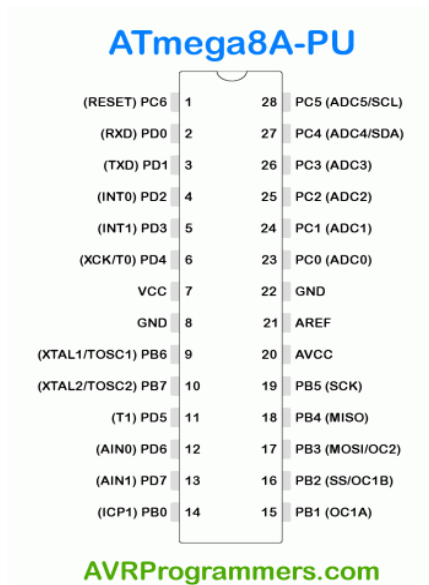 ATmega8A-PU
(RESET) PC6 1 28 PC5 (ADC5/SCL)
(RXD) PD0 2 27 PC4 (ADC4/SDA)
(TXD) PD1 3 26 PC3 (ADC3)
(INT0) PD2 4 25 PC2 (ADC2)
(INT1) PD3 5 24 PC1 (ADC1)
(XCK/T0) PD4 6 23 PC0 (ADC0)
VCC 7 22 GND
GND 8 21 AREF
(XTAL1/TOSC1) PB6 9 20 AVCC
(XTAL2/TOSC2) PB7 10 19 PB5 (SCK)
(T1) PD5 11 18 PB4 (MISO)
(AIN0) PD6 12 17 PB3 (MOSI/OC2)
(AIN1) PD7 13 16 PB2 (SS/OC1B)
(ICP1) PB0 14 15 PB1 (OC1A)
AVRProgrammers.com